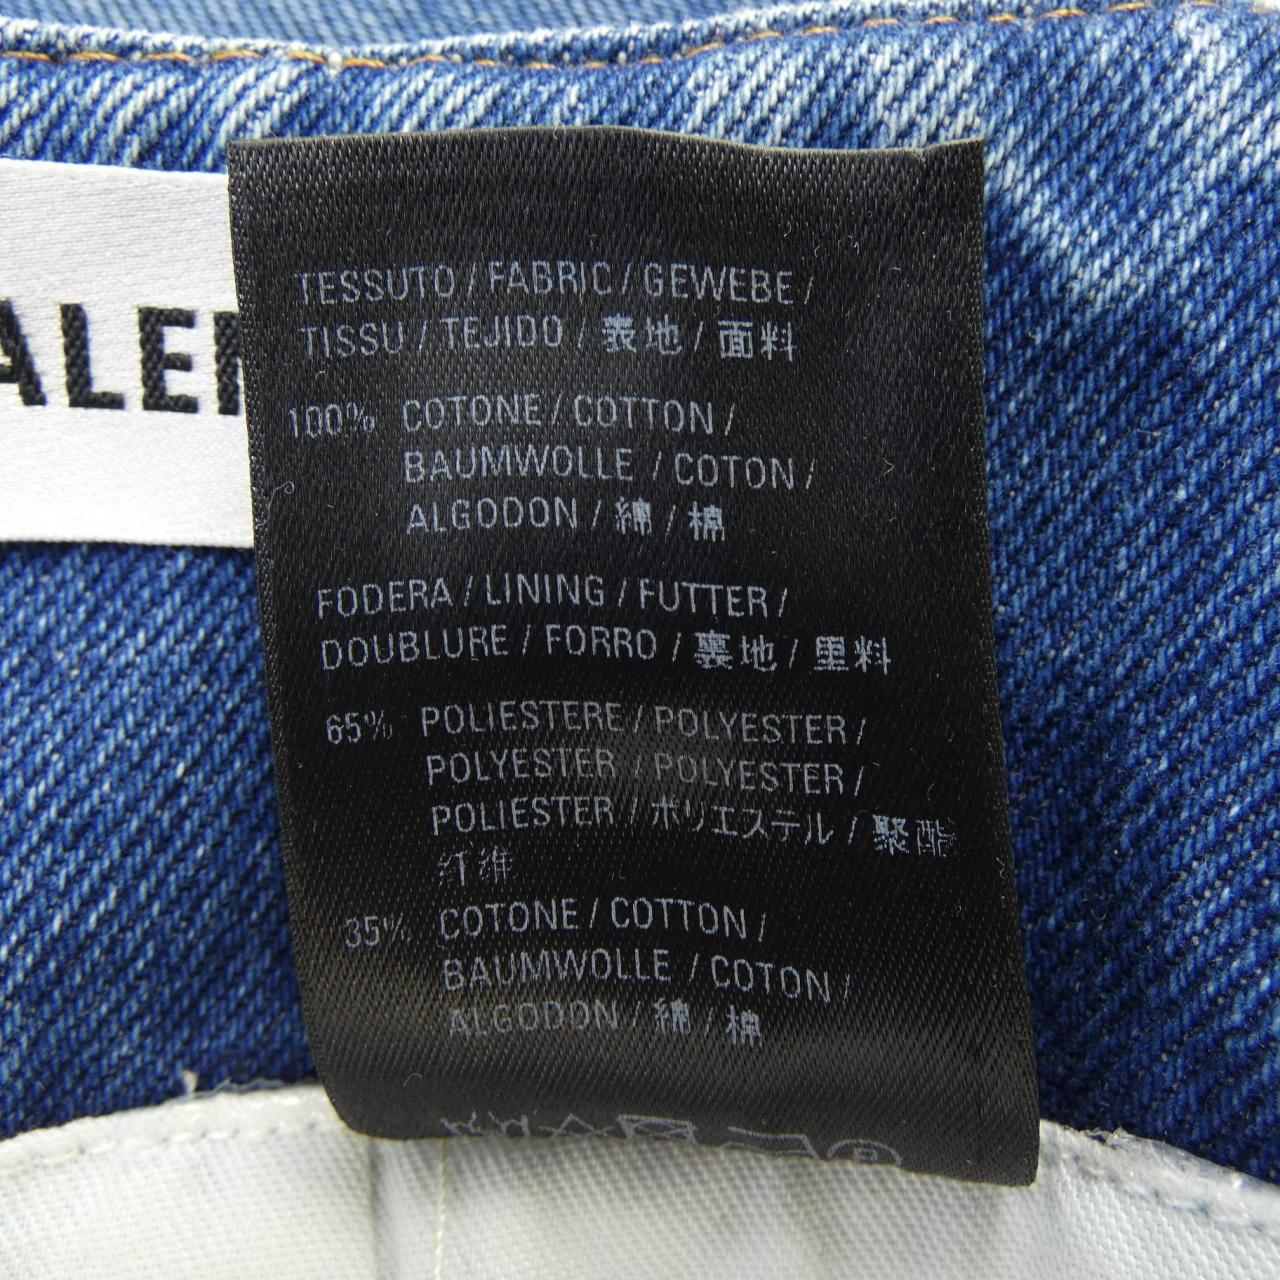 ALEN
TESSUTO / FABRIC / GEWEBE /
TISSU / TEJIDO / 表地 / 面料
100% COTONE / COTTON /
BAUMWOLLE / COTON /
ALGODON / 綿 / 棉
FODERA / LINING / FUTTER /
DOUBLURE / FORRO / 裏地 / 里料
65% POLIESTERE / POLYESTER /
POLYESTER / POLYESTER /
POLIESTER / ポリエステル / 聚酯
纤维
35% COTONE / COTTON /
BAUMWOLLE / COTON /
ALGODON / 綿 / 棉
P